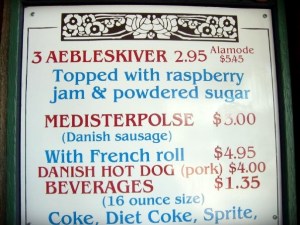 3 AEBLESKIVER 2.95 Alamode $5.45
Topped with raspberry
jam & powdered sugar
MEDISTERPOLSE $3.00
(Danish sausage)
With French roll $4.95
DANISH HOT DOG (pork) $4.00
BEVERAGES $1.35
(16 ounce size)
Coke, Diet Coke, Sprite,